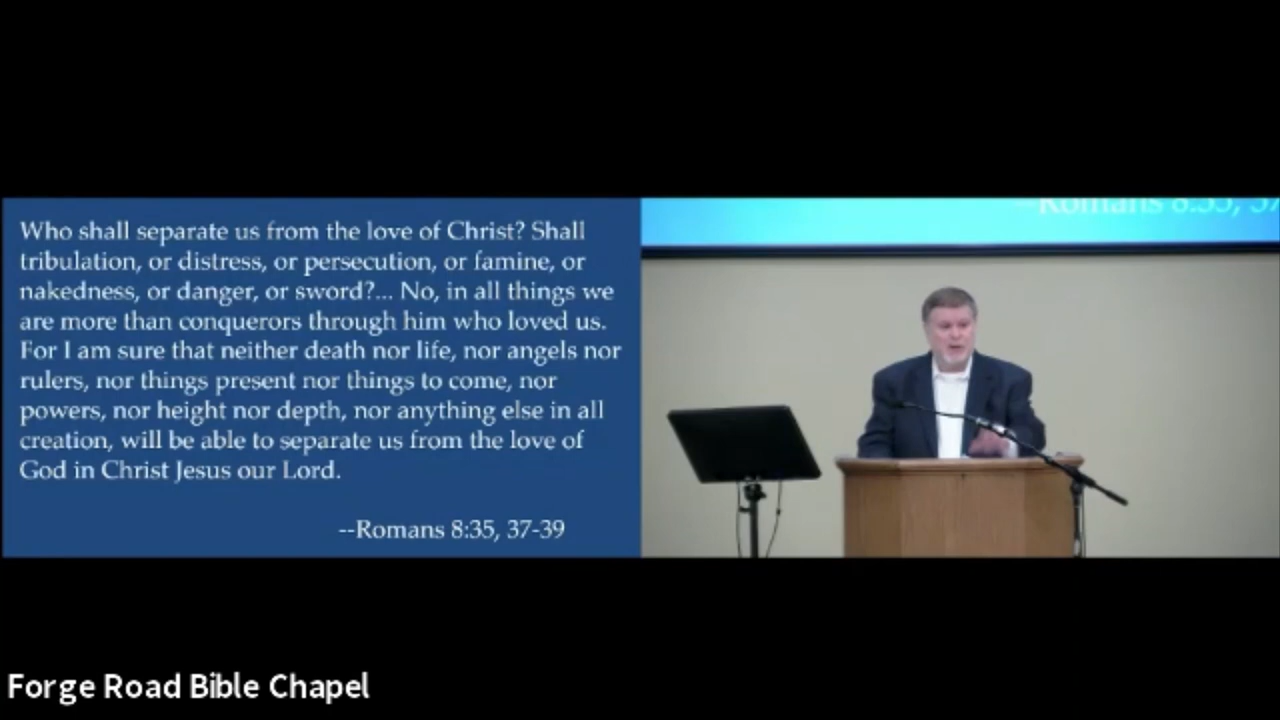 Who shall separate us from the love of Christ? Shall
tribulation, or distress, or persecution, or famine, or
nakedness, or danger, or sword?... No, in all things we
are more than conquerors through him who loved us.
For I am sure that neither death nor life, nor angels nor
rulers, nor things present nor things to come, nor
powers, nor height nor depth, nor anything else in all
creation, will be able to separate us from the love of
God in Christ Jesus our Lord.
--Romans 8:35, 37-39
--Romans 8:35, 37
Forge Road Bible Chapel